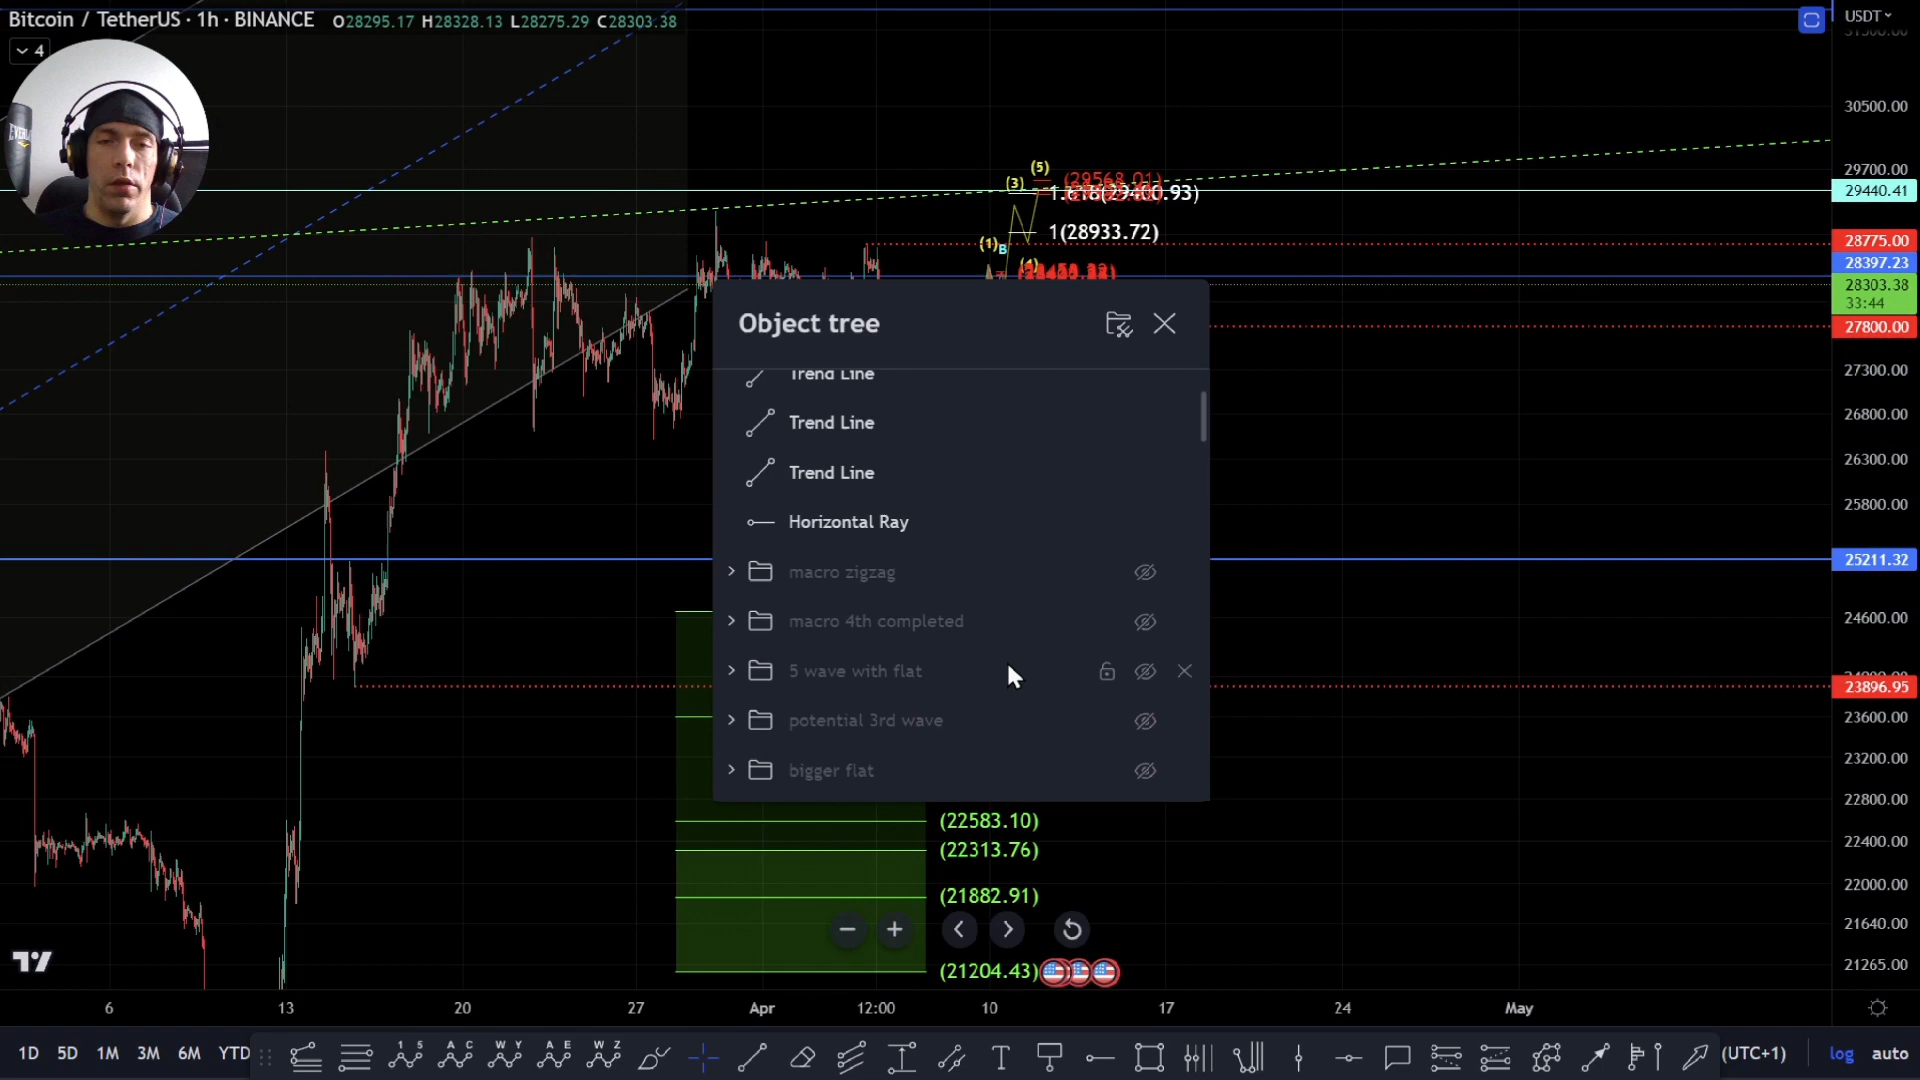 Bitcoin / TetherUS · 1h · BINANCE O28295.17 H28328.13 L28275.29 C28303.38
USDT
4
30500.00
29700.00
29440.41
(5)
(3)
(29568.01)
1(28933.72)
(1)
B
28775.00
28397.23
28303.38
33:44
27800.00
27300.00
26800.00
26300.00
25800.00
25211.32
24600.00
23896.95
23600.00
23200.00
22800.00
22400.00
22000.00
21640.00
21265.00
Object tree
Trend Line
Trend Line
Trend Line
Horizontal Ray
macro zigzag
macro 4th completed
5 wave with flat
potential 3rd wave
bigger flat
(22583.10)
(22313.76)
(21882.91)
(21204.43)
6 13 20 27 Apr 12:00 10 17 24 May
1D 5D 1M 3M 6M YTD (UTC+1) log auto